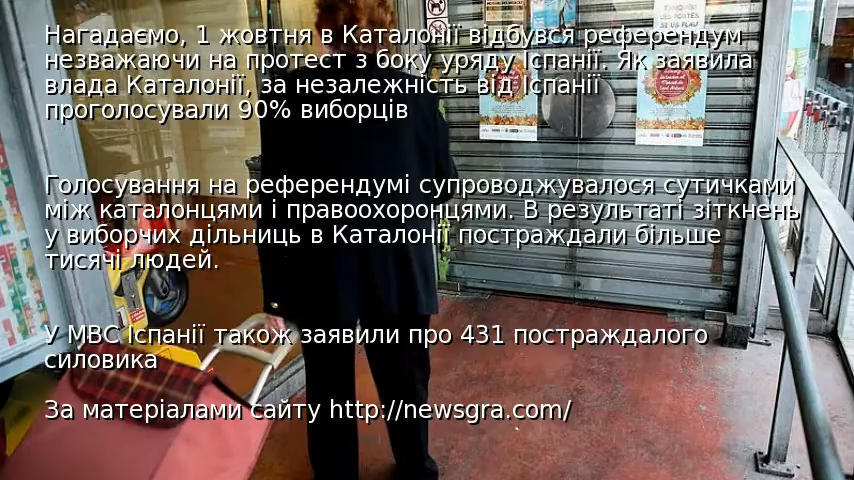 Нагадаємо, 1 жовтня в Каталонії відбувся референдум
незважаючи на протест з боку уряду Іспанії. Як заявила
влада Каталонії, за незалежність від Іспанії
проголосували 90% виборців
Голосування на референдумі супроводжувалося сутичками
між каталонцями і правоохоронцями. В результаті зіткнень
у виборчих дільниць в Каталонії постраждали більше
тисячі людей.
У МВС Іспанії також заявили про 431 постраждалого
силовика
За матеріалами сайту http://newsgra.com/